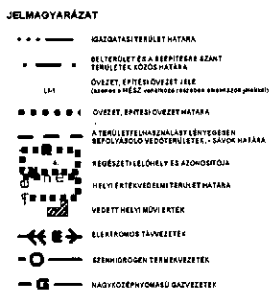 JELMAGYARÁZAT
IGAZGATÁSI TERÜLET HATÁRA
BELTERÜLET ÉS A BEÉPÍTÉSRE SZÁNT
TERÜLETEK KÖZÖS HATÁRA
ÖVEZET, ÉPÍTÉSI ÖVEZET JELE
ÖVEZET, ÉPÍTÉSI ÖVEZET HATÁRA
A TERÜLETFELHASZNÁLÁST LÉNYEGESEN
BEFOLYÁSOLÓ VÉDŐTERÜLETEK, - SÁVOK HATÁRA
RÉGÉSZETI LELŐHELY ÉS AZONOSÍTÓJA
HELYI ÉRTÉKVÉDELMI TERÜLET HATÁRA
VÉDETT HELYI MŰVI ÉRTÉK
E ELEKTROMOS TÁVVEZETÉK
O SZÉNHIDROGÉN TERMÉKVEZETÉK
G NAGYKÖZÉPNYOMÁSÚ GÁZVEZETÉK